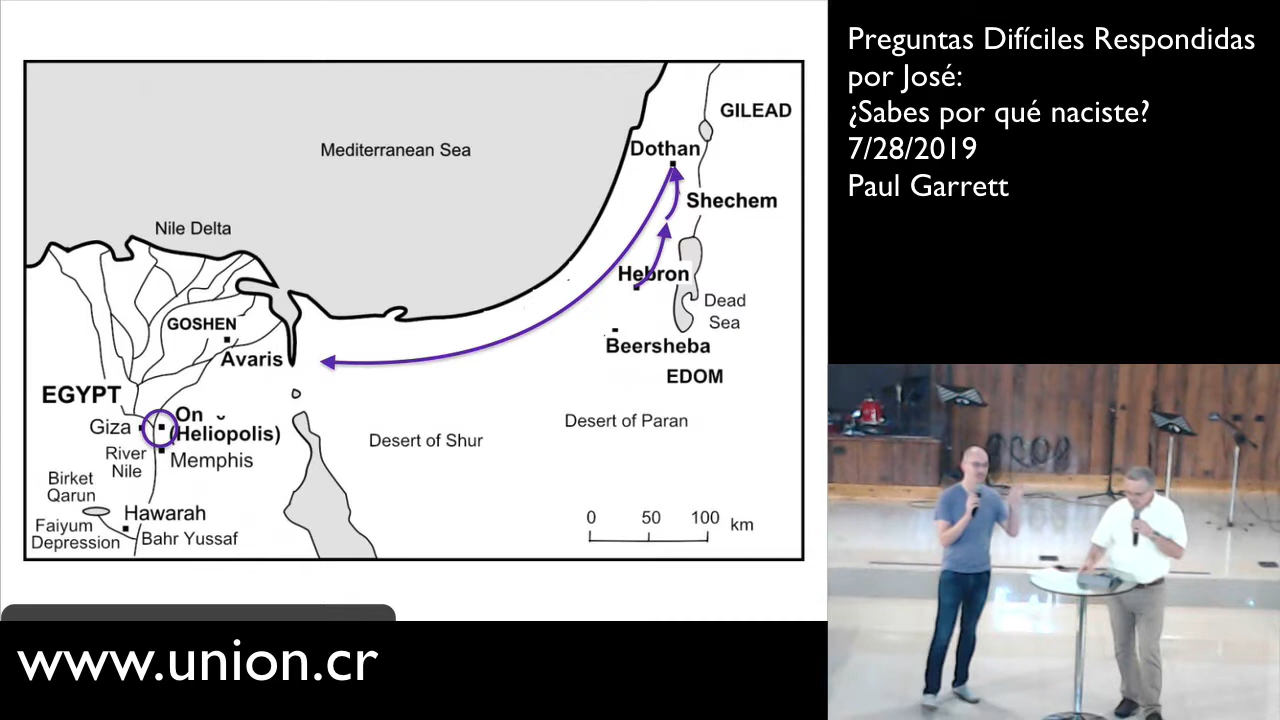 Preguntas Difíciles Respondidas
por José:
¿Sabes por qué naciste?
7/28/2019
Paul Garrett
GILEAD
Mediterranean Sea
Dothan
Shechem
Nile Delta
Hebron
Dead
Sea
GOSHEN
Avaris
Beersheba
EDOM
EGYPT
On
(Heliopolis)
Giza
Desert of Shur
Desert of Paran
River
Nile
Memphis
Birket
Qarun
Hawarah
Faiyum
Depression
Bahr Yussaf
0 50 100 km
www.union.cr